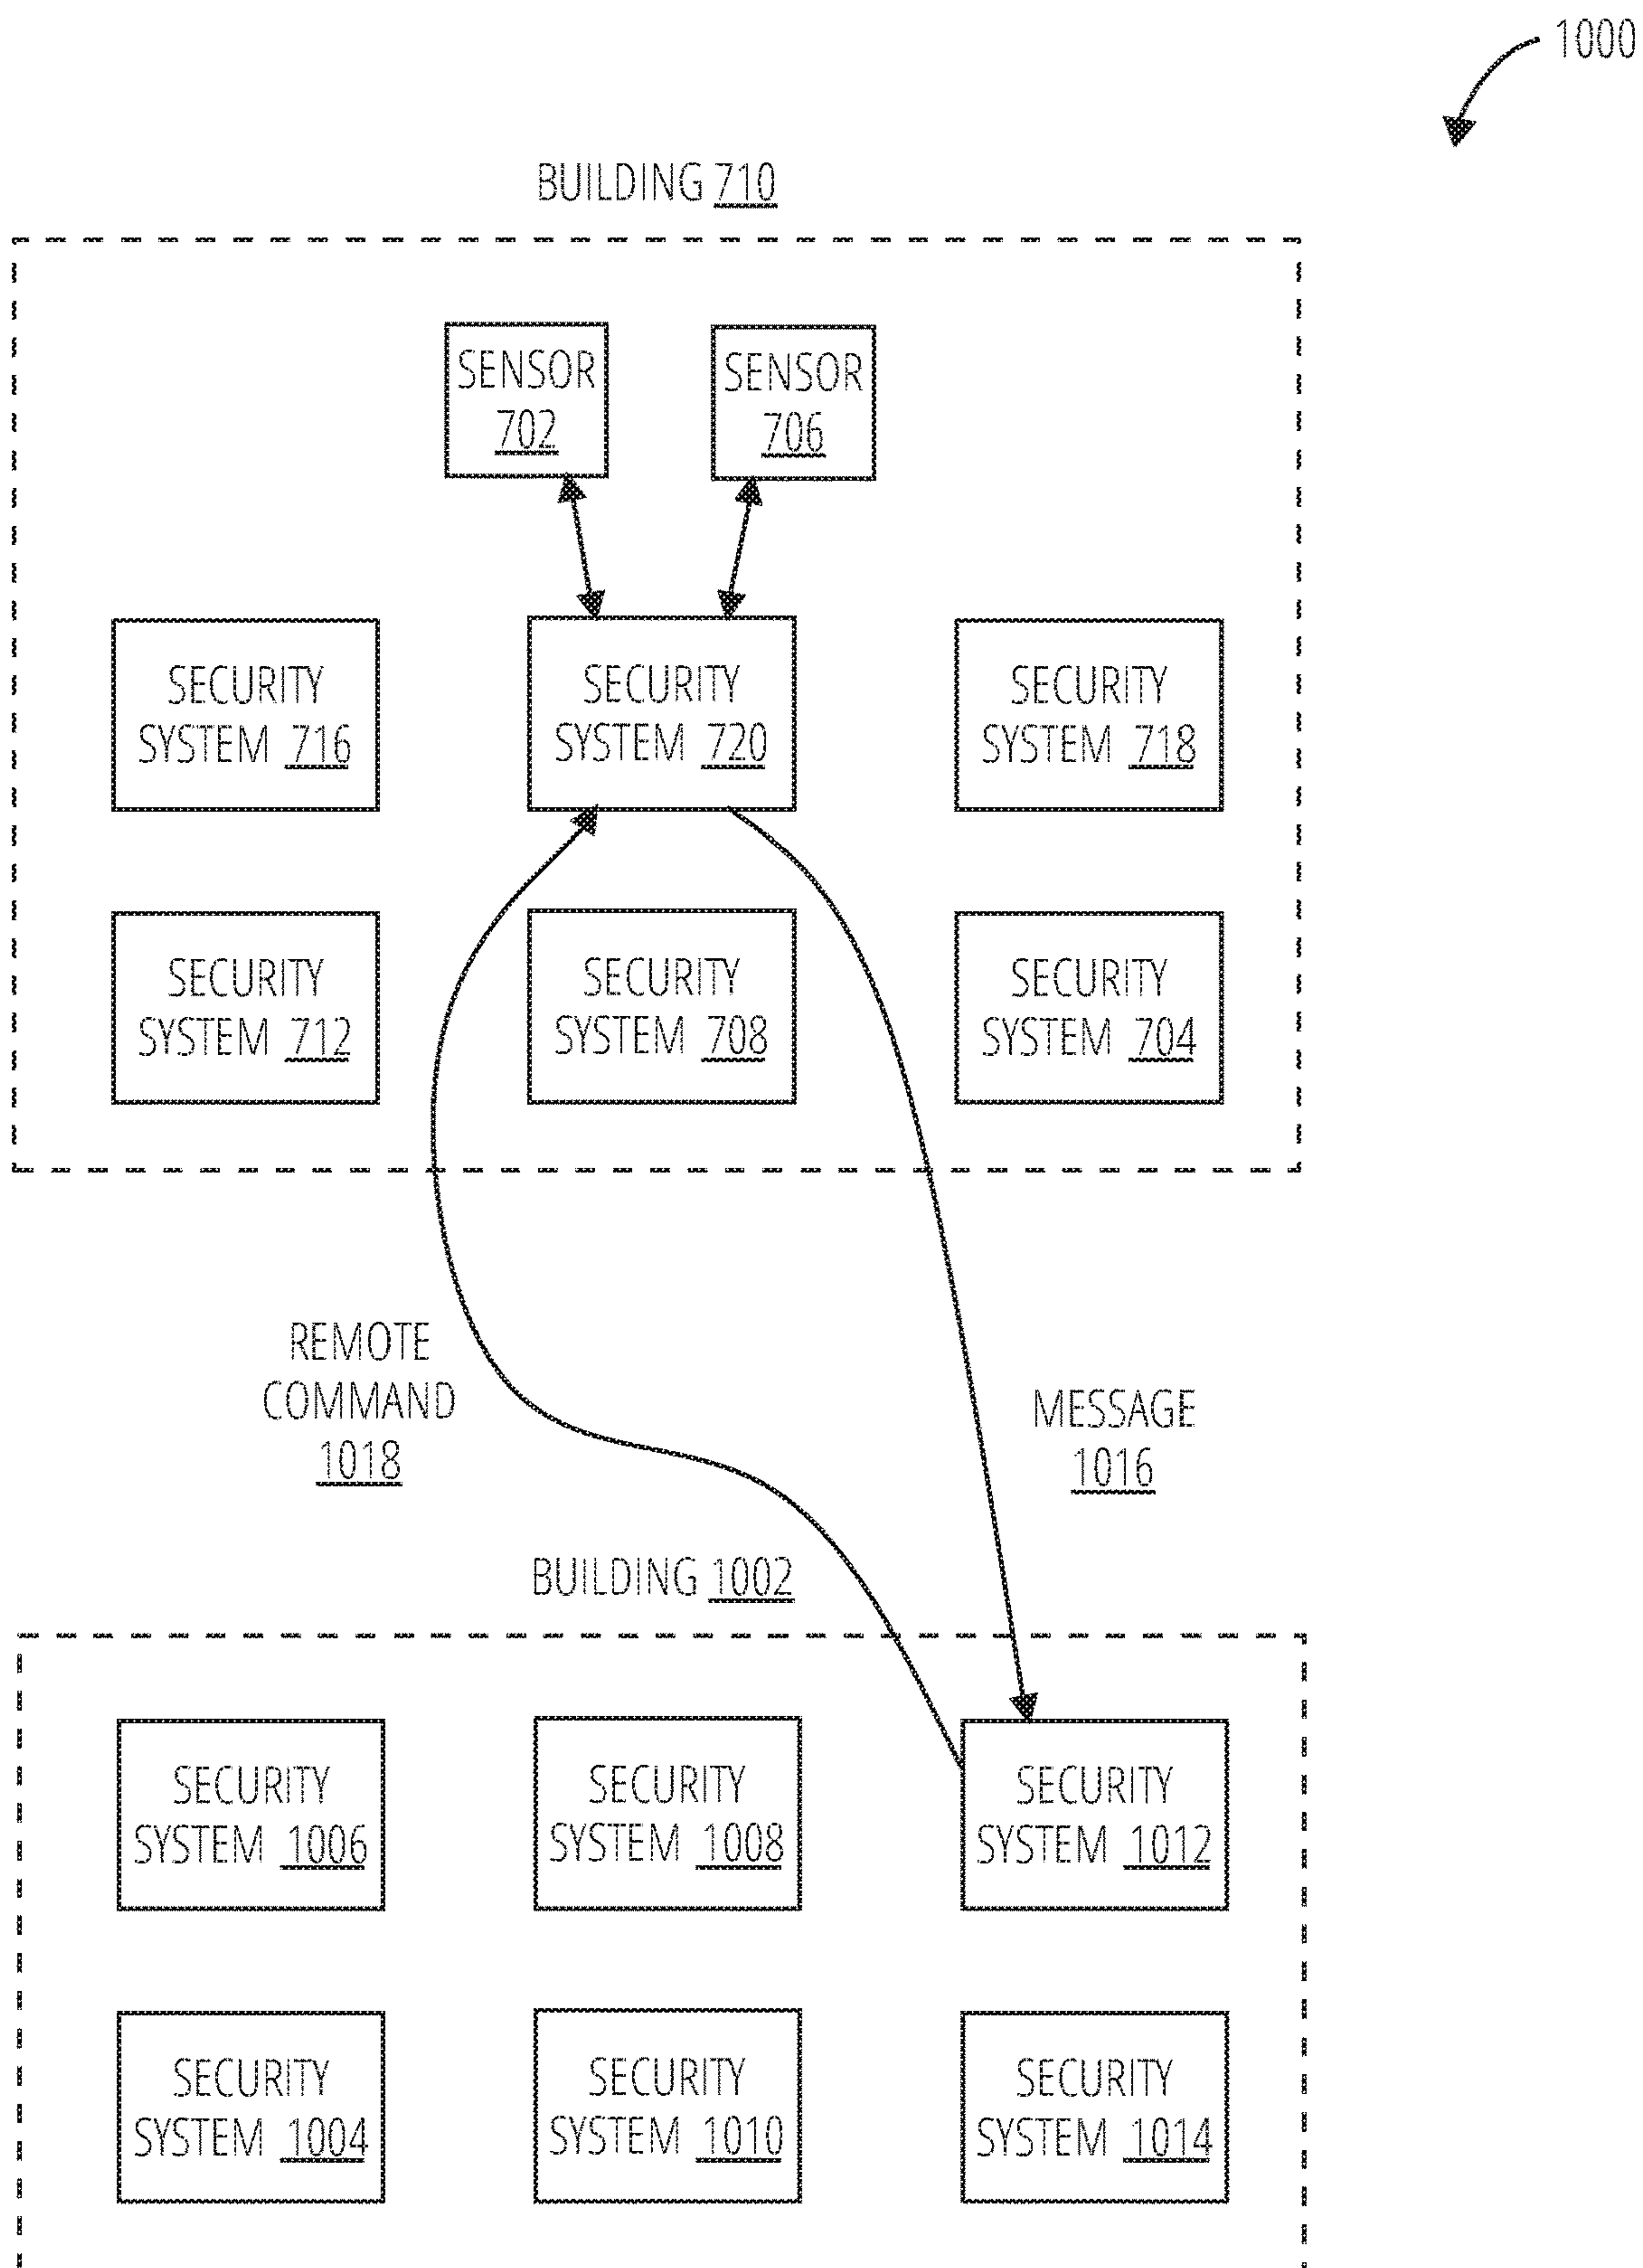 1000
BUILDING 710
SENSOR
702
SENSOR
706
SECURITY
SYSTEM 716
SECURITY
SYSTEM 720
SECURITY
SYSTEM 718
SECURITY
SYSTEM 712
SECURITY
SYSTEM 708
SECURITY
SYSTEM 704
REMOTE
COMMAND
1018
MESSAGE
1016
BUILDING 1002
SECURITY
SYSTEM 1006
SECURITY
SYSTEM 1008
SECURITY
SYSTEM 1012
SECURITY
SYSTEM 1004
SECURITY
SYSTEM 1010
SECURITY
SYSTEM 1014